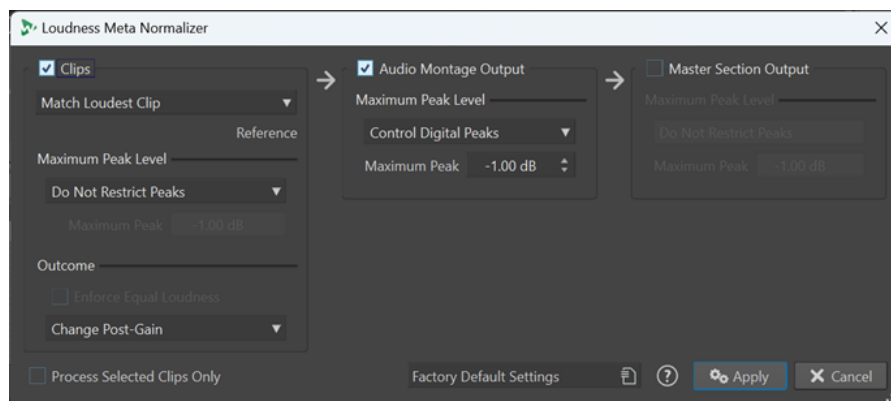 Loudness Meta Normalizer
Clips
Match Loudest Clip
Reference
Maximum Peak Level
Do Not Restrict Peaks
Maximum Peak -1.00 dB
Outcome
Enforce Equal Loudness
Change Post-Gain
Audio Montage Output
Maximum Peak Level
Control Digital Peaks
Maximum Peak -1.00 dB
Master Section Output
Maximum Peak Level
Do Not Restrict Peaks
Maximum Peak -1.00 dB
Process Selected Clips Only
Factory Default Settings
Apply
Cancel